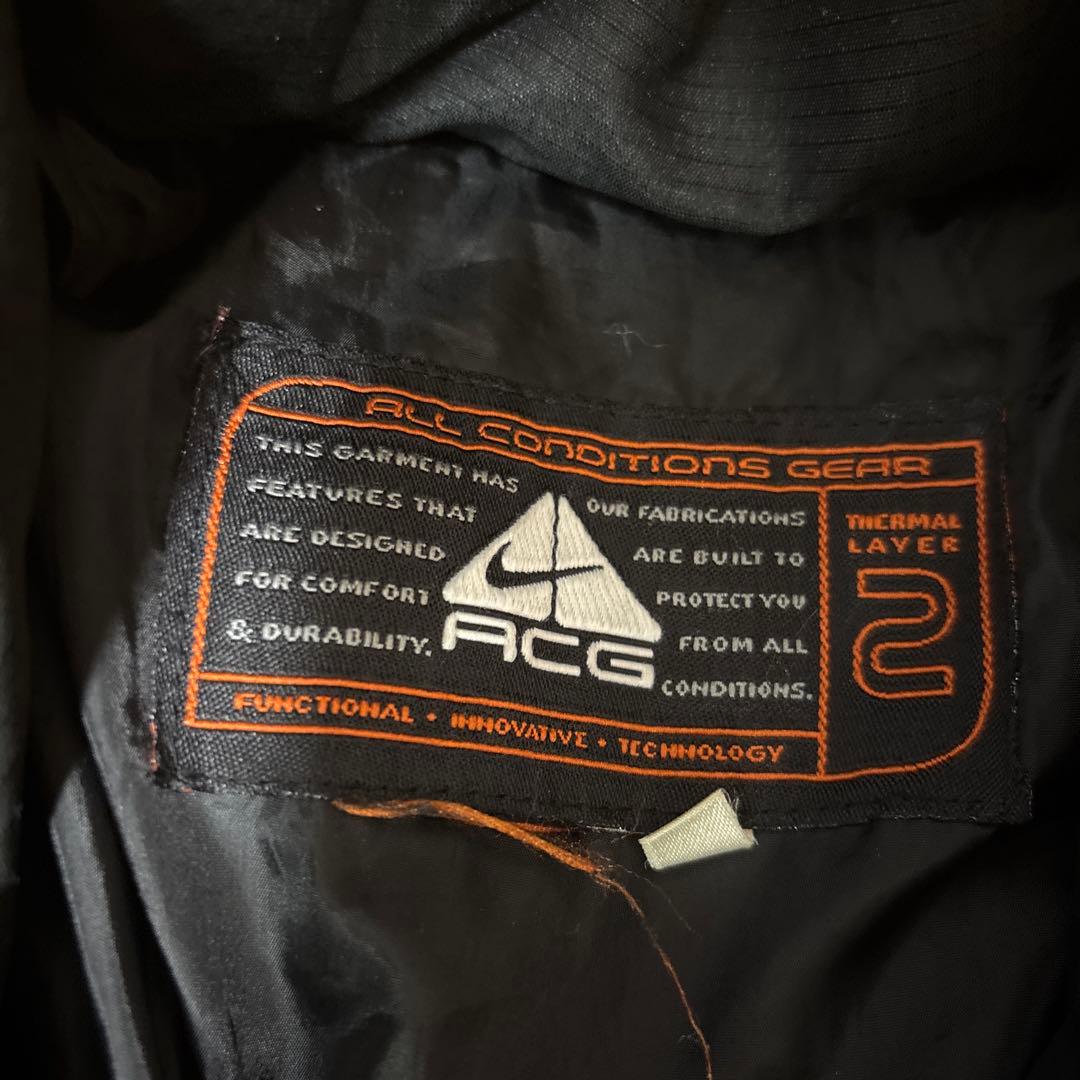 ALL CONDITIONS GEAR
THIS GARMENT HAS
FEATURES THAT
ARE DESIGNED
FOR COMFORT
& DURABILITY.
ACG
OUR FABRICATIONS
ARE BUILT TO
PROTECT YOU
FROM ALL
CONDITIONS.
THERMAL
LAYER
2
FUNCTIONAL • INNOVATIVE • TECHNOLOGY